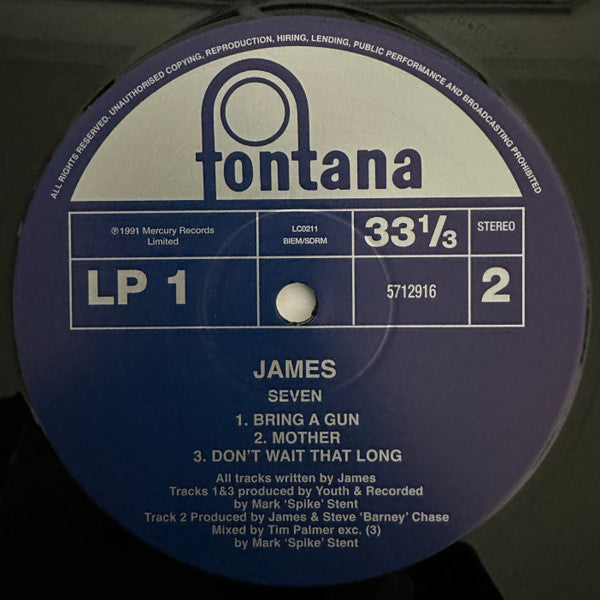 ALL RIGHTS RESERVED. UNAUTHORISED COPYING, REPRODUCTION, HIRING, LENDING, PUBLIC PERFORMANCE AND BROADCASTING PROHIBITED
fontana
℗1991 Mercury Records
Limited
LC0211
BIEM/SDRM
33⅓
STEREO
LP 1
5712916
2
JAMES
SEVEN
1. BRING A GUN
2. MOTHER
3. DON'T WAIT THAT LONG
All tracks written by James
Tracks 1&3 produced by Youth & Recorded
by Mark 'Spike' Stent
Track 2 Produced by James & Steve 'Barney' Chase
Mixed by Tim Palmer exc. (3)
by Mark 'Spike' Stent